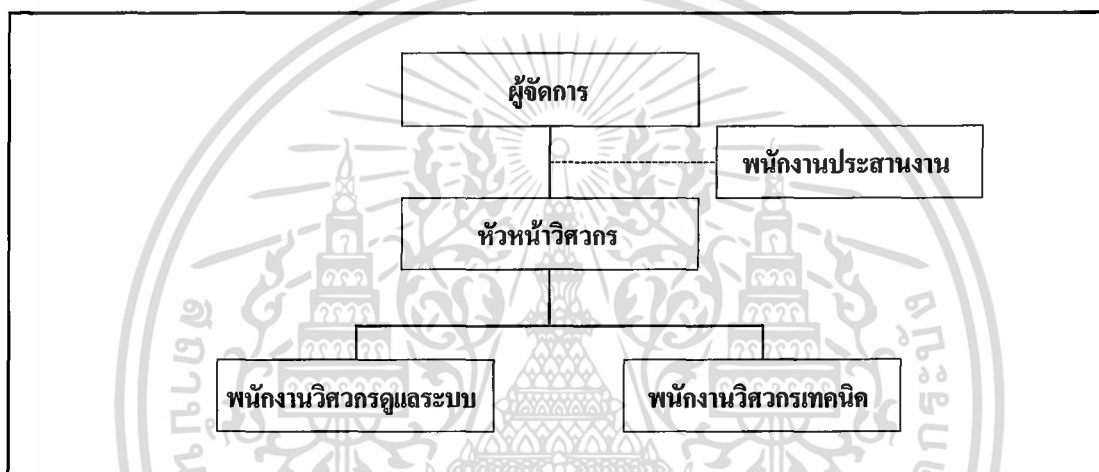 ผู้จัดการ
พนักงานประสานงาน
หัวหน้าวิศวกร
พนักงานวิศวกรดูแลระบบ
พนักงานวิศวกรเทคนิค